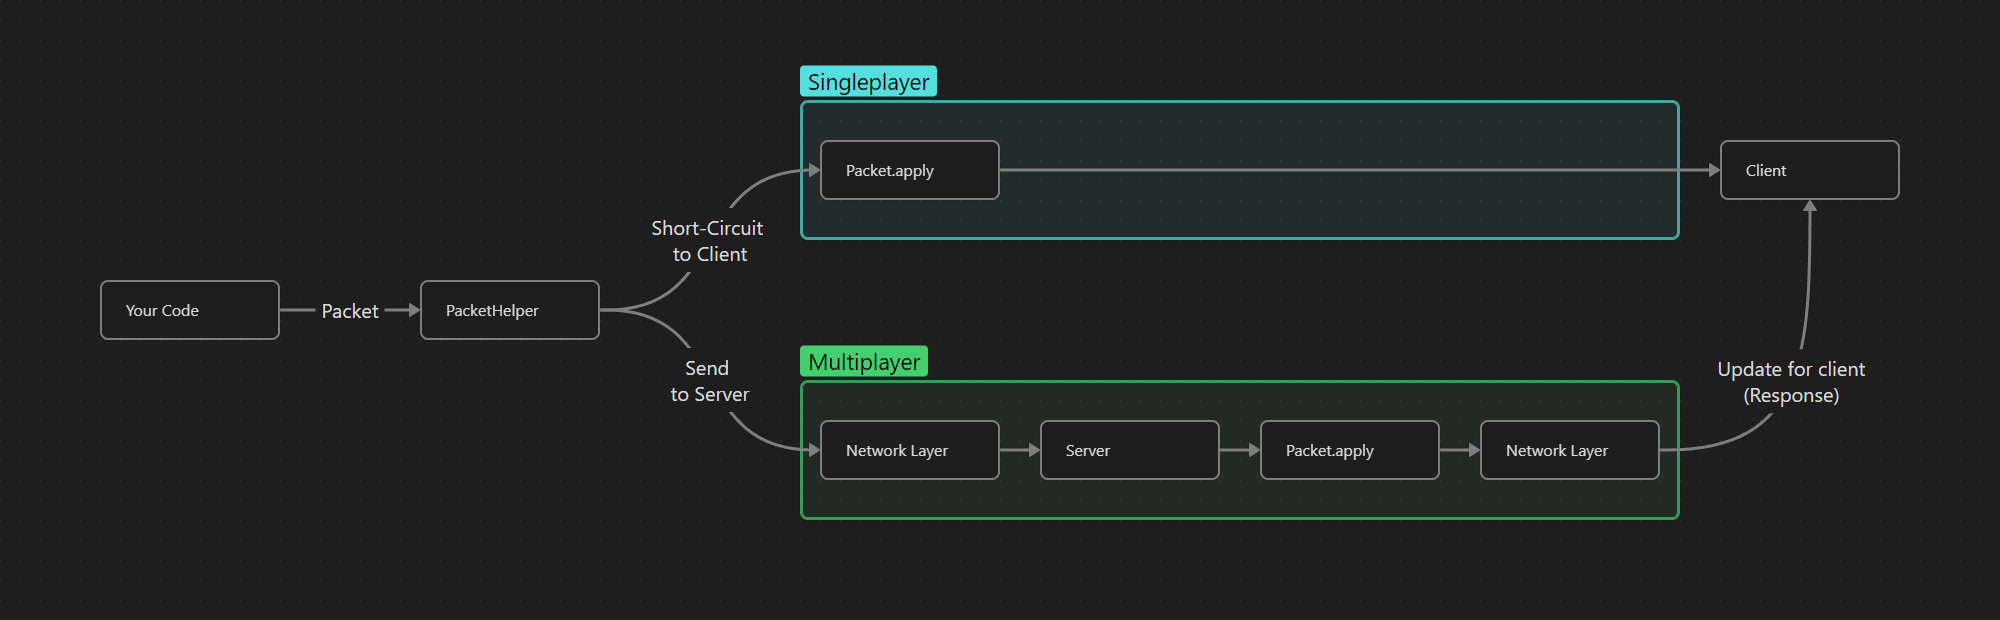 Singleplayer
Packet.apply
Client
Short-Circuit
to Client
Your Code
Packet
PacketHelper
Send
to Server
Multiplayer
Network Layer
Server
Packet.apply
Network Layer
Update for client
(Response)